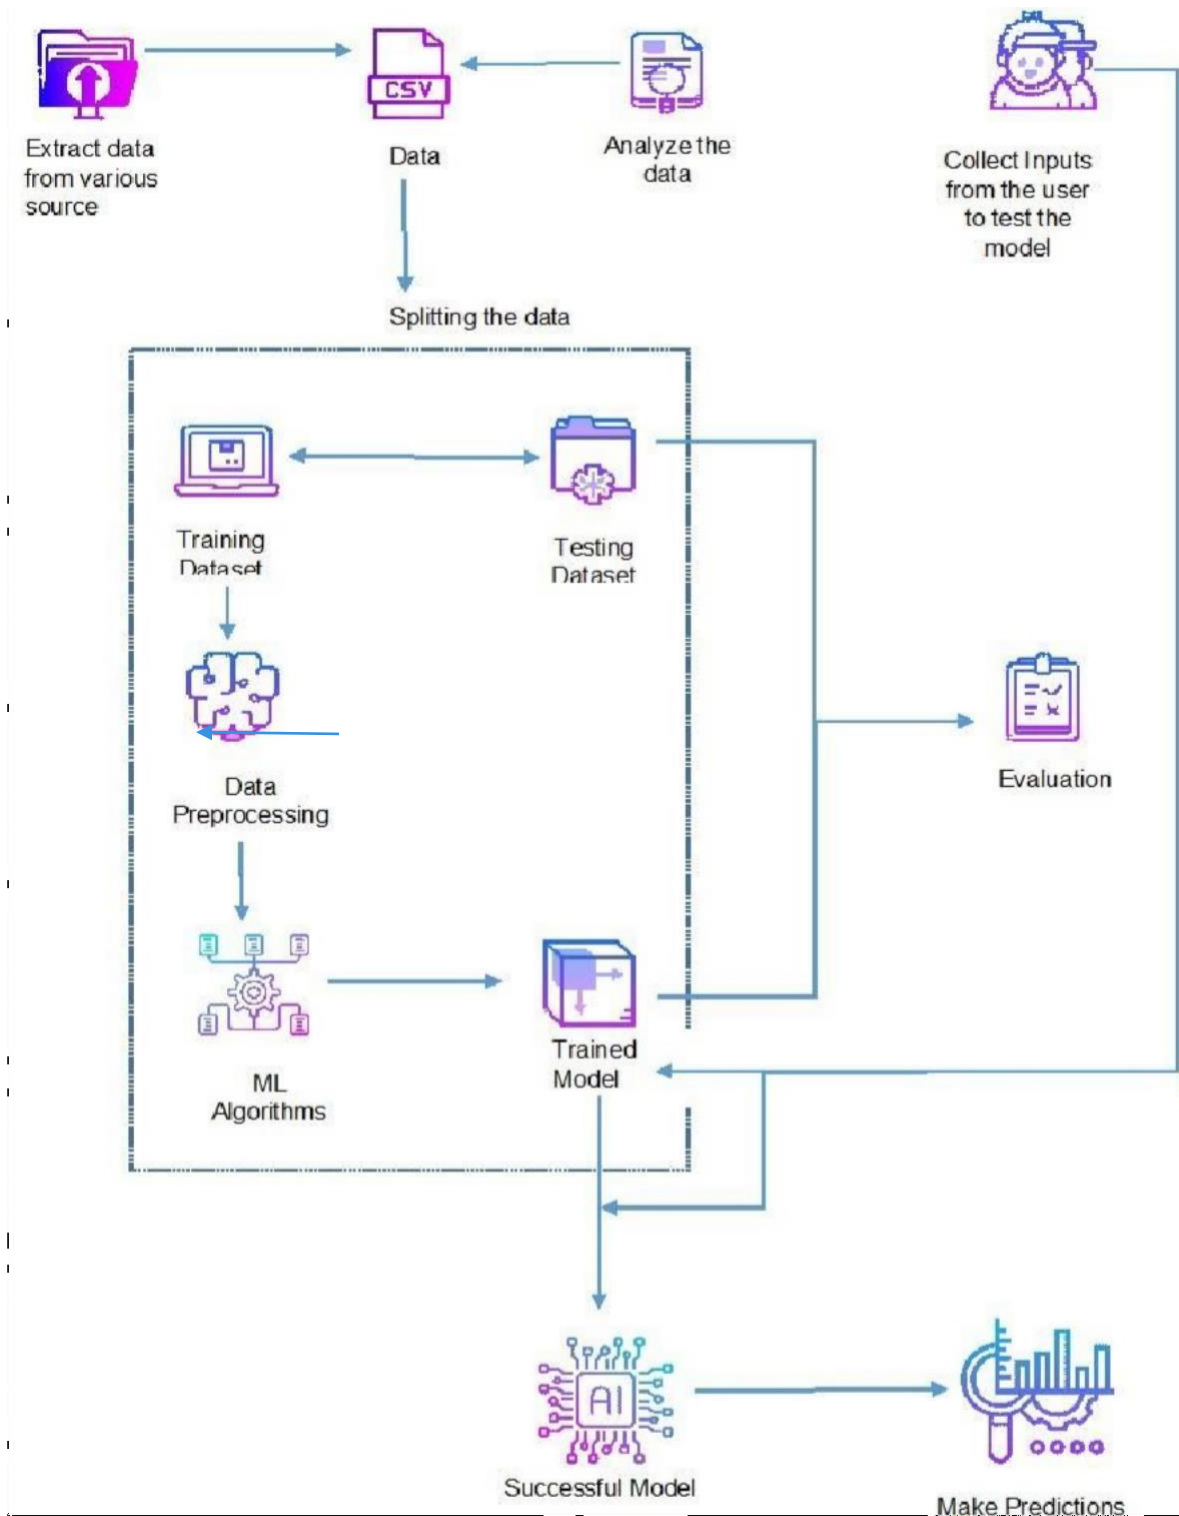 CSV
Extract data
from various
source
Data
Analyze the
data
Collect Inputs
from the user
to test the
model
Splitting the data
Training
Dataset
Testing
Dataset
Data
Preprocessing
Evaluation
ML
Algorithms
Trained
Model
AI
Successful Model
Make Predictions